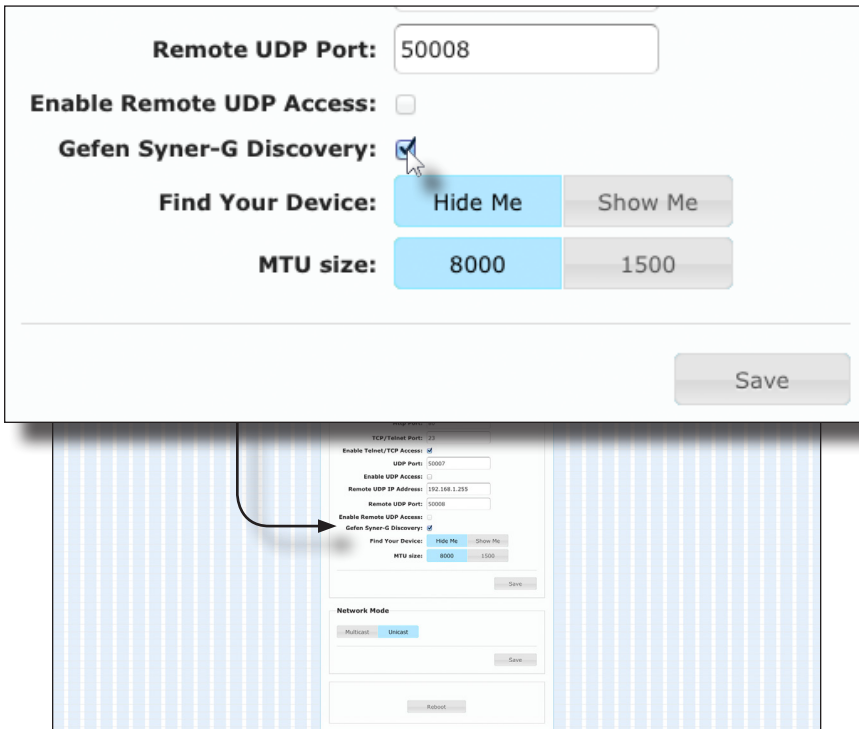 Remote UDP Port: 50008
Enable Remote UDP Access:
Gefen Syner-G Discovery:
Find Your Device: Hide Me Show Me
MTU size: 8000 1500
Save
TCP/Telnet Port: 23
Enable Telnet/TCP Access:
UDP Port: 50007
Enable UDP Access:
Remote UDP IP Address: 192.168.1.255
Remote UDP Port: 50008
Enable Remote UDP Access:
Gefen Syner-G Discovery:
Find Your Device: Hide Me Show Me
MTU size: 8000 1500
Save
Network Mode
Multicast Unicast
Save
Reboot